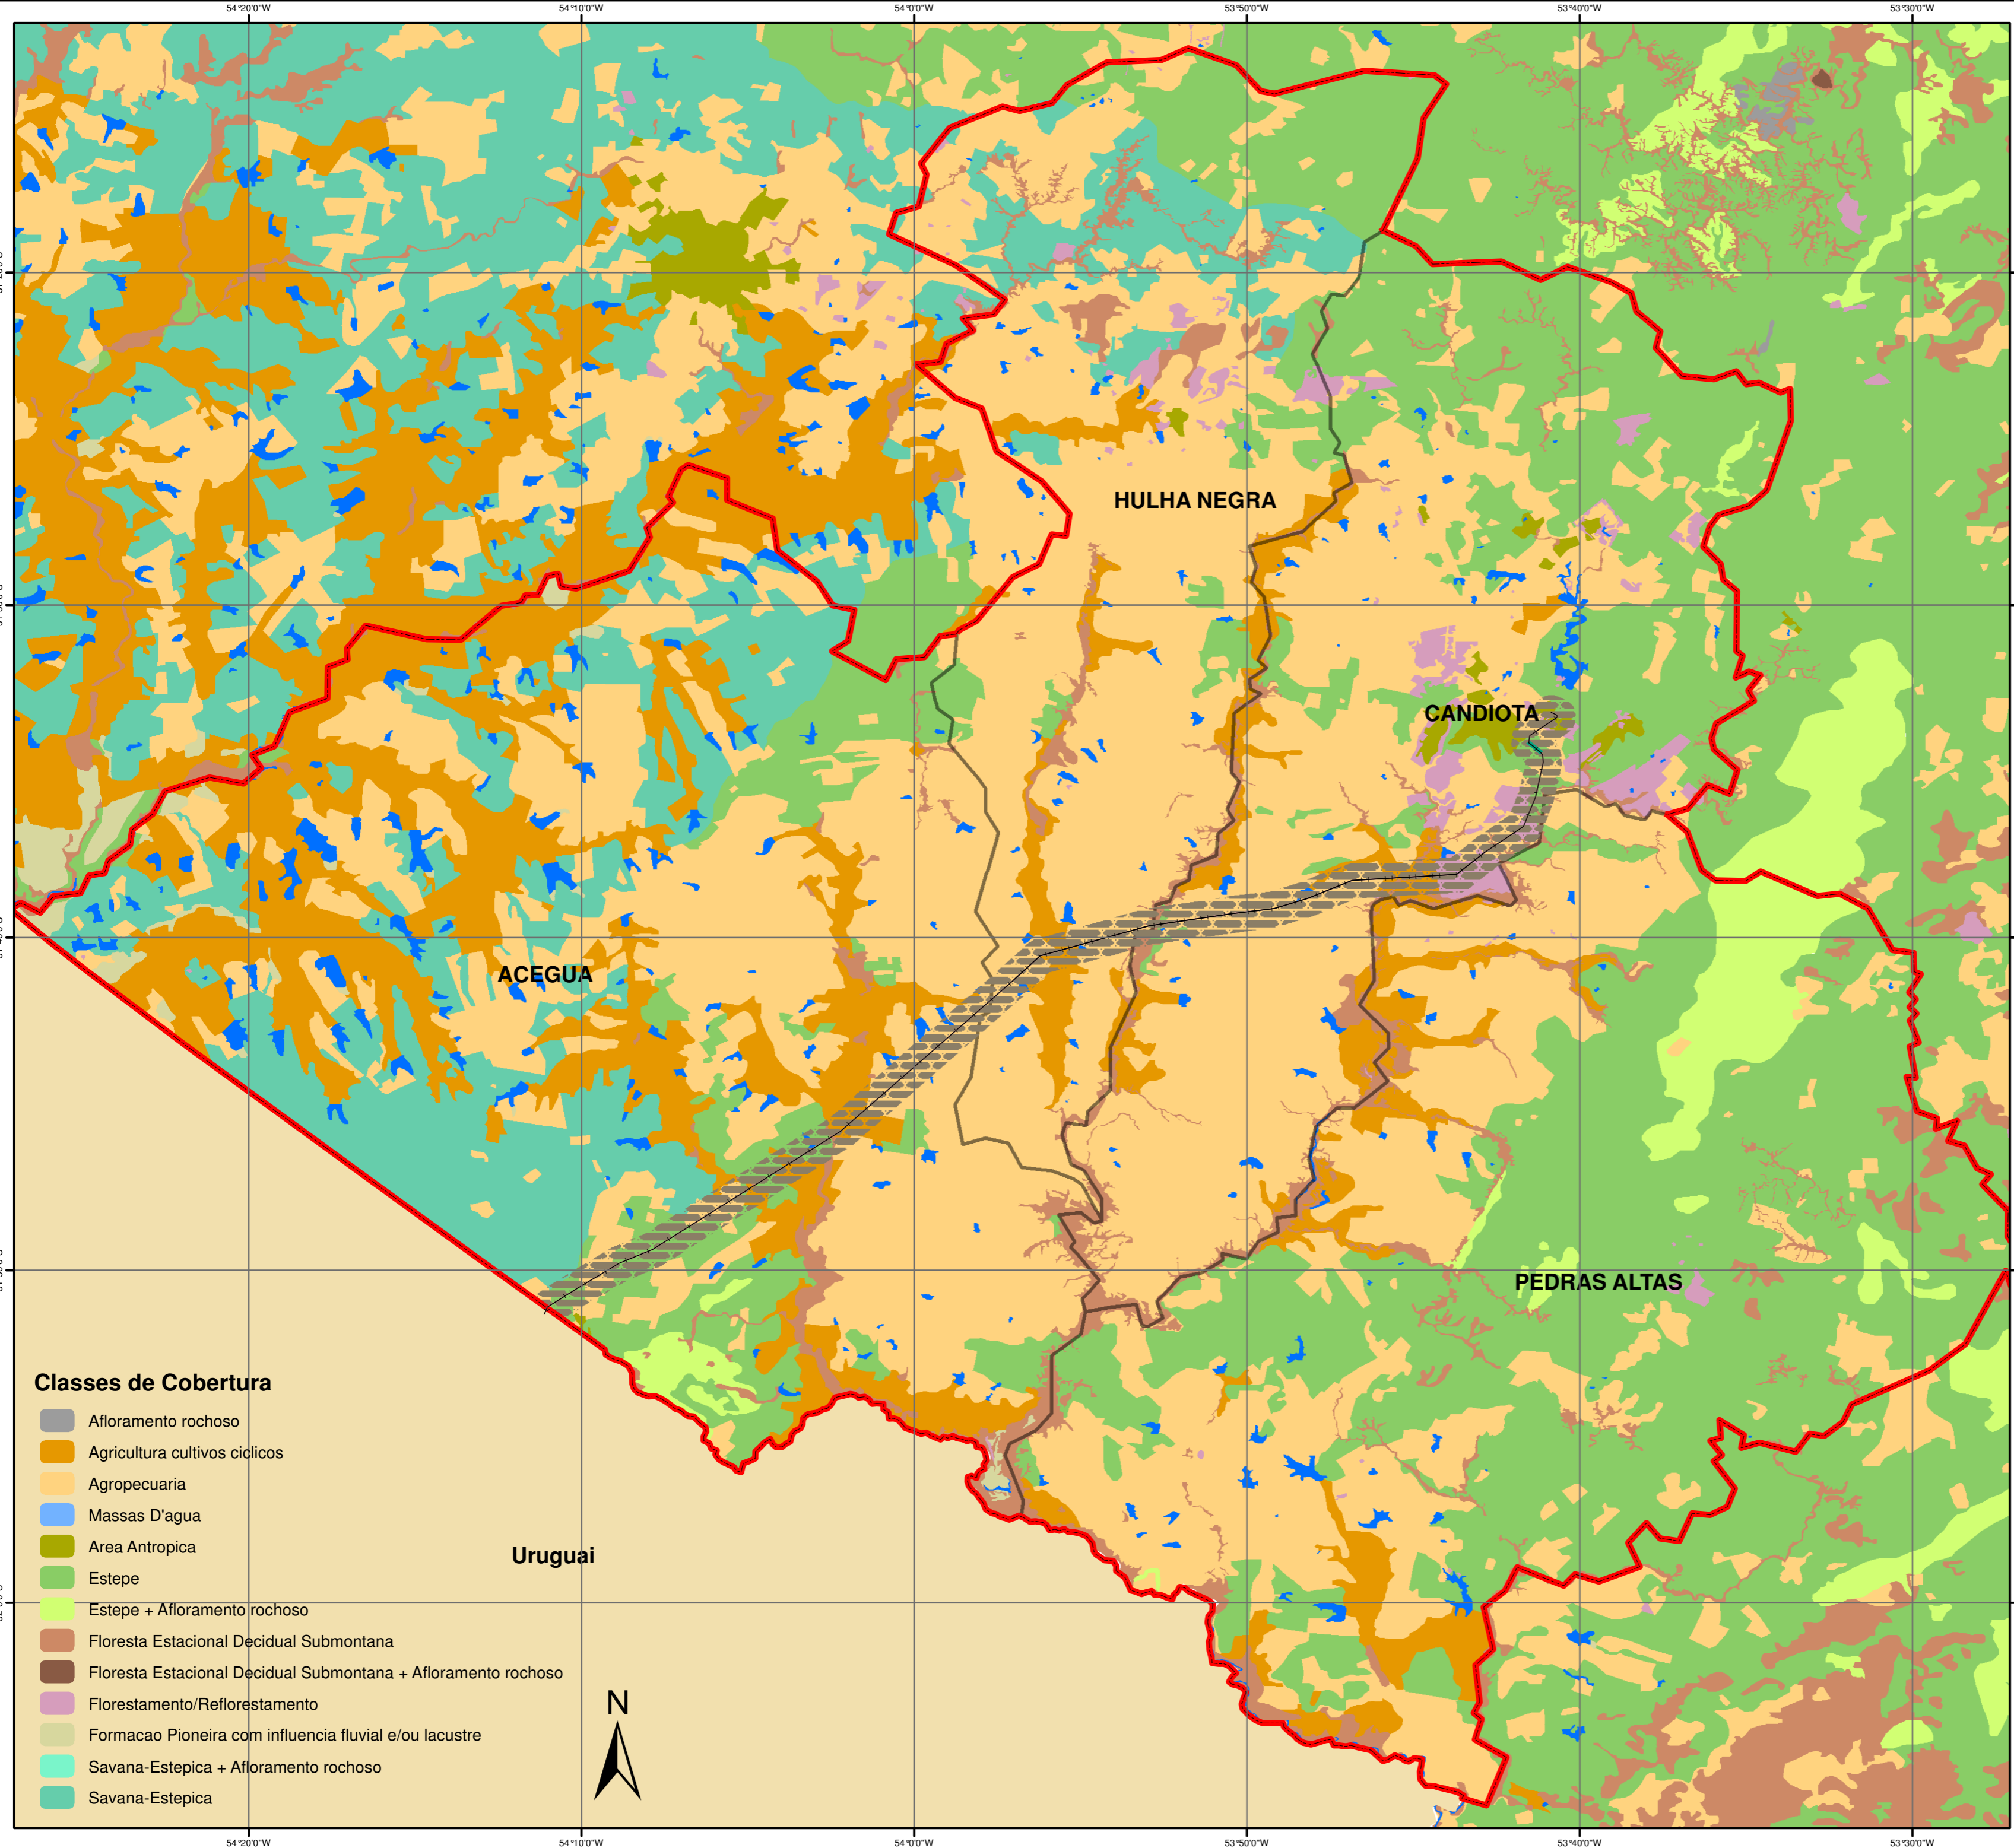 54°20'0"W 54°10'0"W 54°0'0"W 53°50'0"W 53°40'0"W 53°30'0"W
HULHA NEGRA
CANDIOTA
ACEGUA
PEDRAS ALTAS
Uruguai
Classes de Cobertura
Afloramento rochoso
Agricultura cultivos ciclicos
Agropecuaria
Massas D'agua
Area Antropica
Estepe
Estepe + Afloramento rochoso
Floresta Estacional Decidual Submontana
Floresta Estacional Decidual Submontana + Afloramento rochoso
Florestamento/Reflorestamento
Formacao Pioneira com influencia fluvial e/ou lacustre
Savana-Estepica + Afloramento rochoso
Savana-Estepica
N
54°20'0"W 54°10'0"W 54°0'0"W 53°50'0"W 53°40'0"W 53°30'0"W